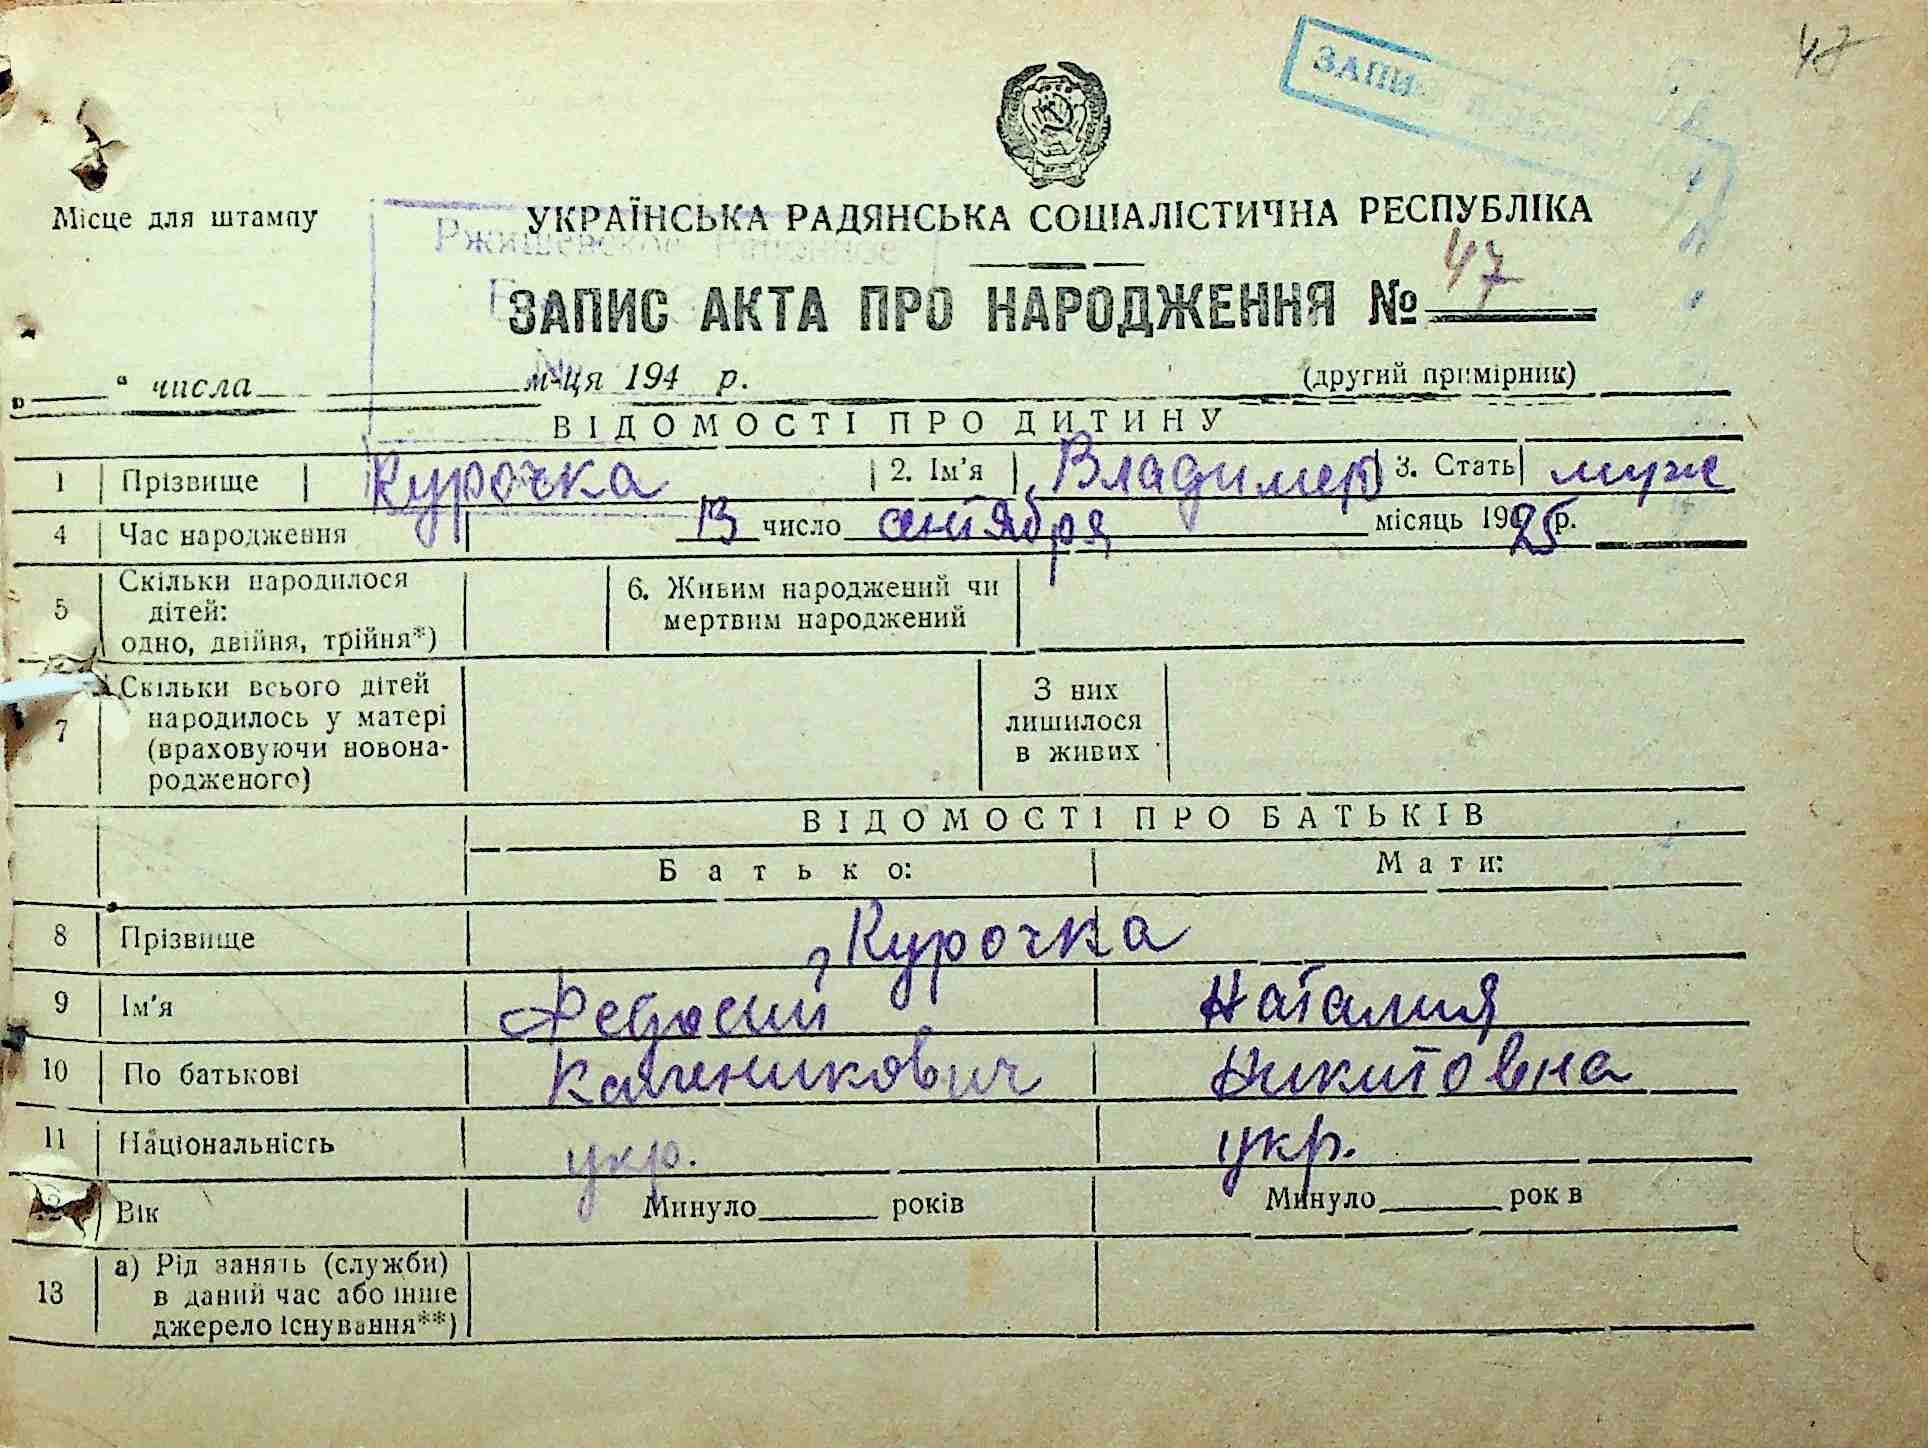 47
ЗАПИ
Місце для штампу
УКРАЇНСЬКА РАДЯНСЬКА СОЦІАЛІСТИЧНА РЕСПУБЛІКА
ЗАПИС АКТА ПРО НАРОДЖЕННЯ № 47
„ “ числа м-ця 194 р. (другий примірник)
ВІДОМОСТІ ПРО ДИТИНУ
1 Прізвище Курочка 2. Ім'я Владимер 3. Стать муж
4 Час народження 13 число сентября місяць 1925 р.
5 Скільки народилося дітей: одно, двійня, трійня*) 6. Живим народжений чи мертвим народжений
7 Скільки всього дітей народилось у матері (враховуючи новонародженого) З них лишилося в живих
ВІДОМОСТІ ПРО БАТЬКІВ
Батько: Мати:
8 Прізвище Курочка
9 Ім'я Федосий Наталия
10 По батькові Каленикович Никитовна
11 Національність укр. укр.
12 Вік Минуло років Минуло рок в
13 а) Рід занять (служби) в даний час або інше джерело існування**)